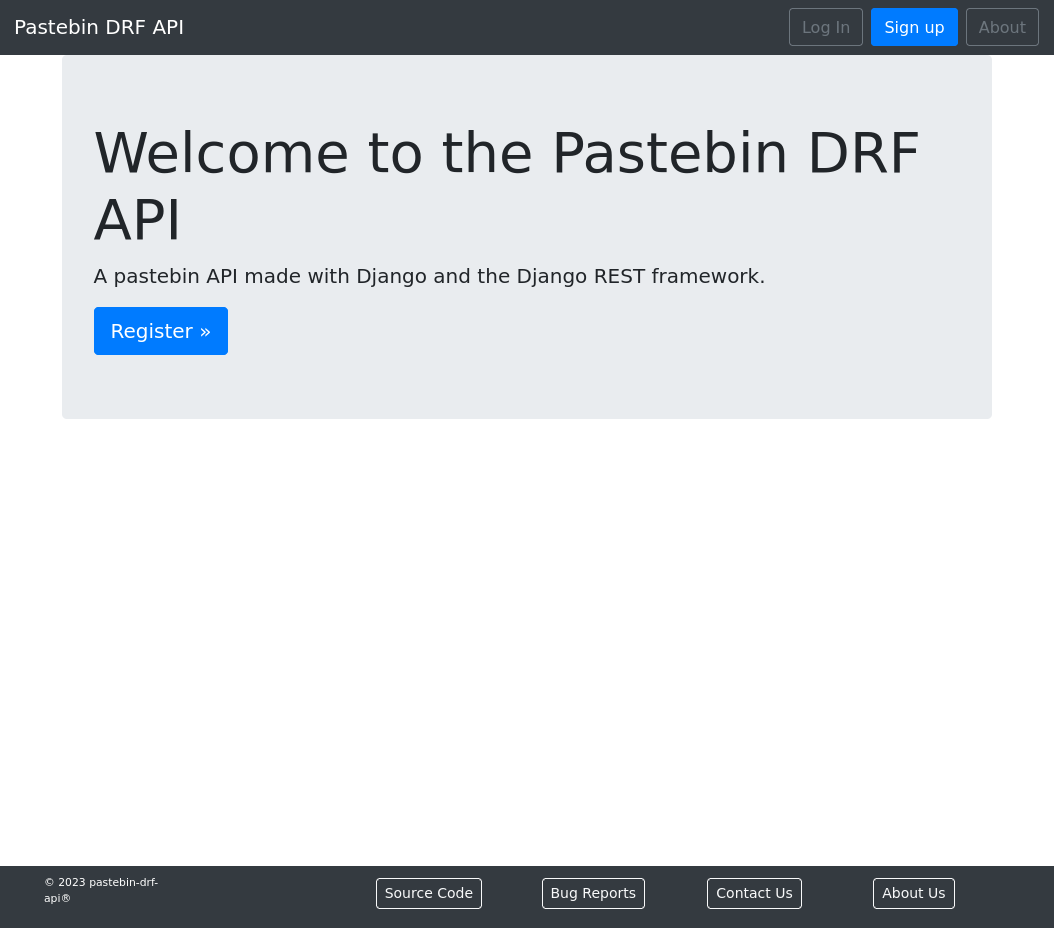 Pastebin DRF API
Log In
Sign up
About
Welcome to the Pastebin DRF
API
A pastebin API made with Django and the Django REST framework.
Register »
© 2023 pastebin-drf-
api®
Source Code
Bug Reports
Contact Us
About Us